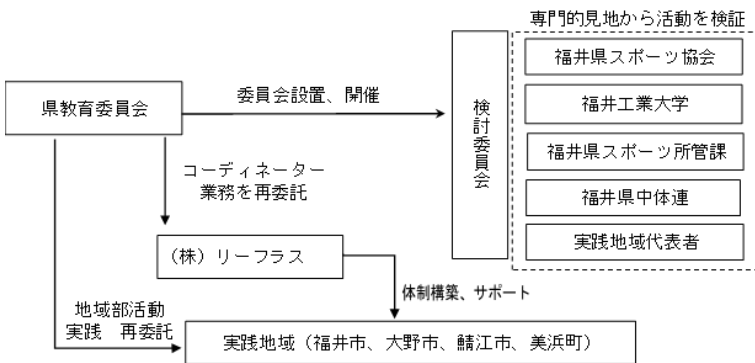 専門的見地から活動を検証
福井県スポーツ協会
県教育委員会
委員会設置、開催
検討委員会
福井工業大学
福井県スポーツ所管課
福井県中体連
実践地域代表者
コーディネーター
業務を再委託
(株)リーフラス
体制構築、サポート
地域部活動
実践 再委託
実践地域(福井市、大野市、鯖江市、美浜町)